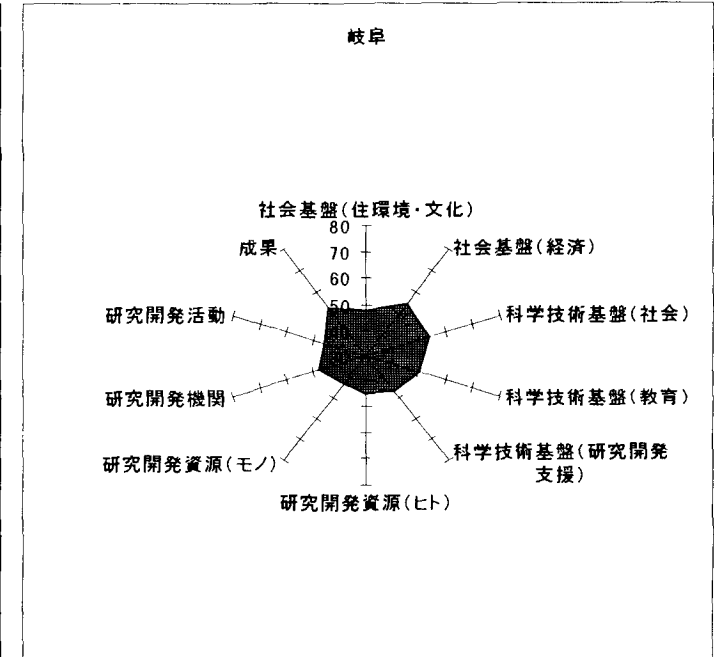 岐阜
社会基盤(住環境・文化)
80
70
60
50
社会基盤(経済)
科学技術基盤(社会)
科学技術基盤(教育)
科学技術基盤(研究開発
支援)
研究開発資源(ヒト)
研究開発資源(モノ)
研究開発機関
研究開発活動
成果